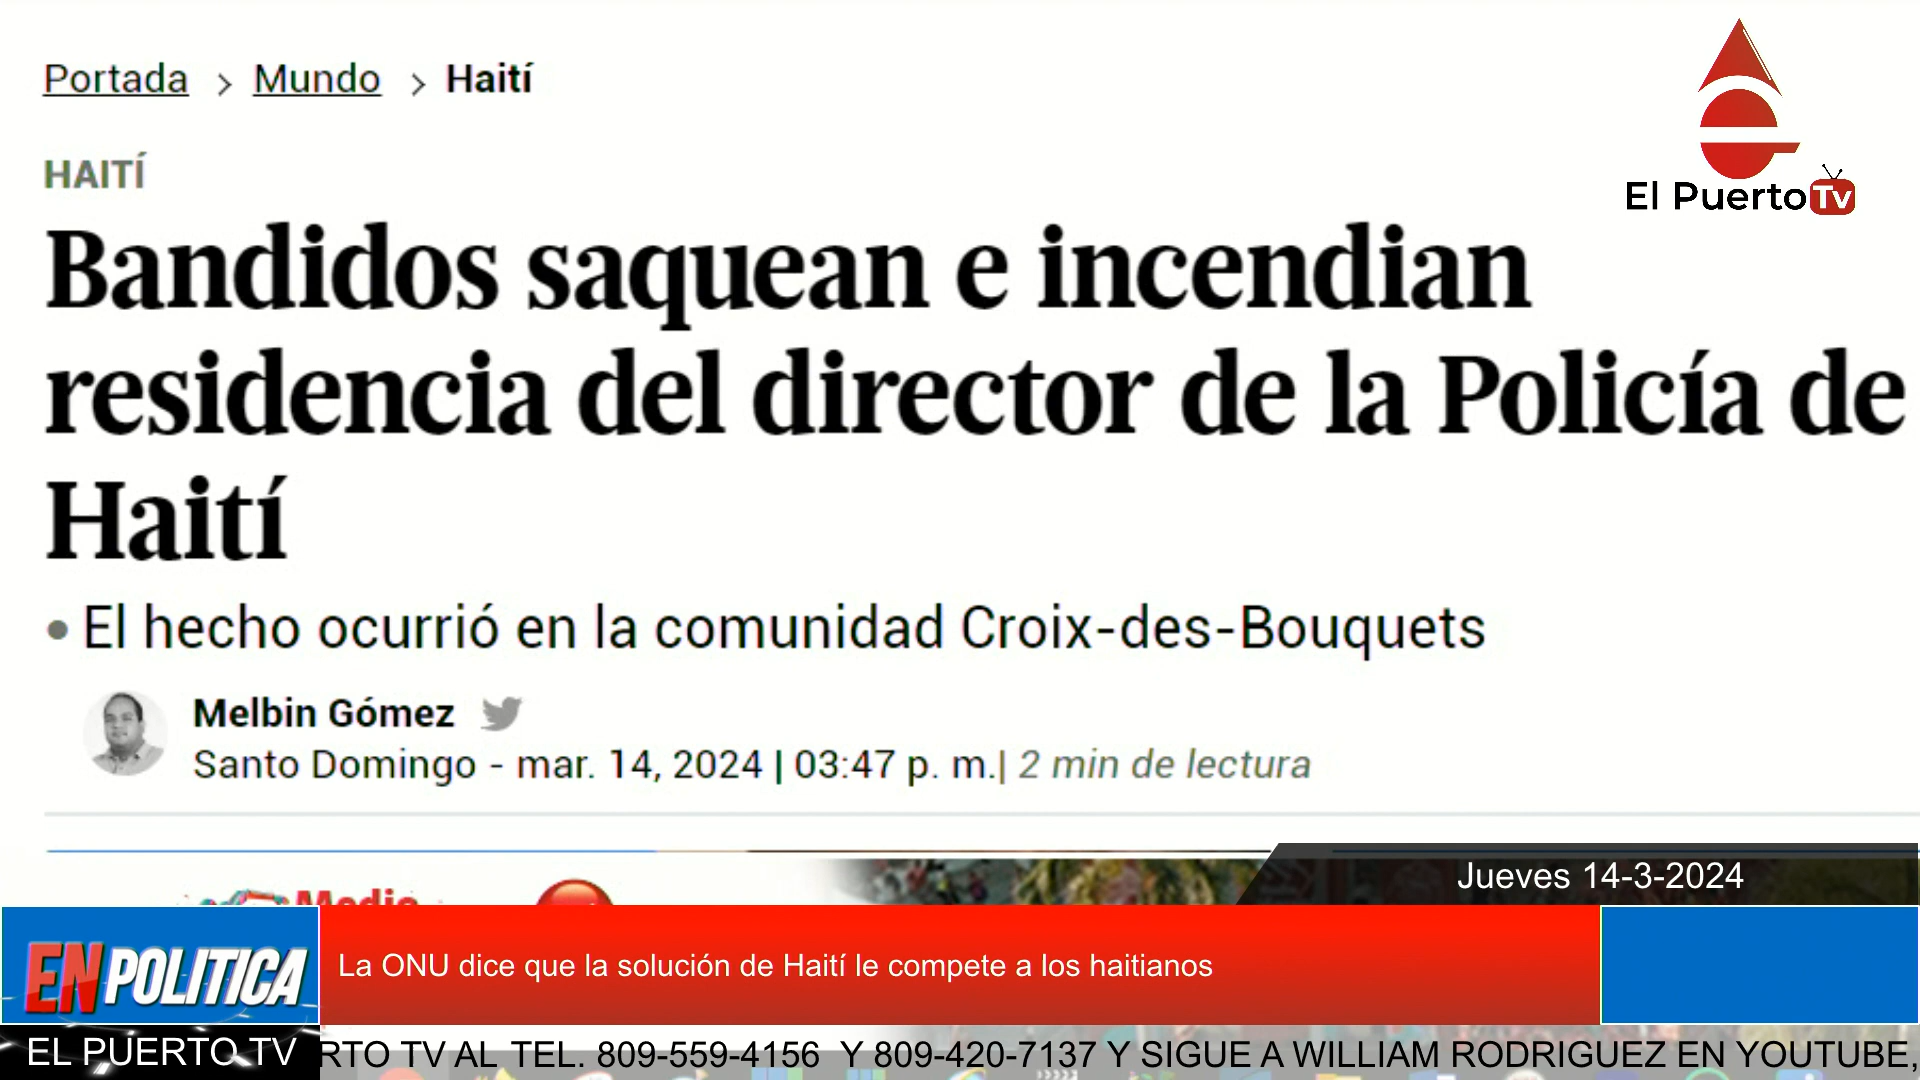 Portada > Mundo > Haití
El Puerto Tv
HAITÍ
Bandidos saquean e incendian
residencia del director de la Policía de
Haití
• El hecho ocurrió en la comunidad Croix-des-Bouquets
Melbin Gómez
Santo Domingo - mar. 14, 2024 | 03:47 p. m.| 2 min de lectura
Jueves 14-3-2024
EN POLITICA
La ONU dice que la solución de Haití le compete a los haitianos
EL PUERTO TV
RTO TV AL TEL. 809-559-4156 Y 809-420-7137 Y SIGUE A WILLIAM RODRIGUEZ EN YOUTUBE,